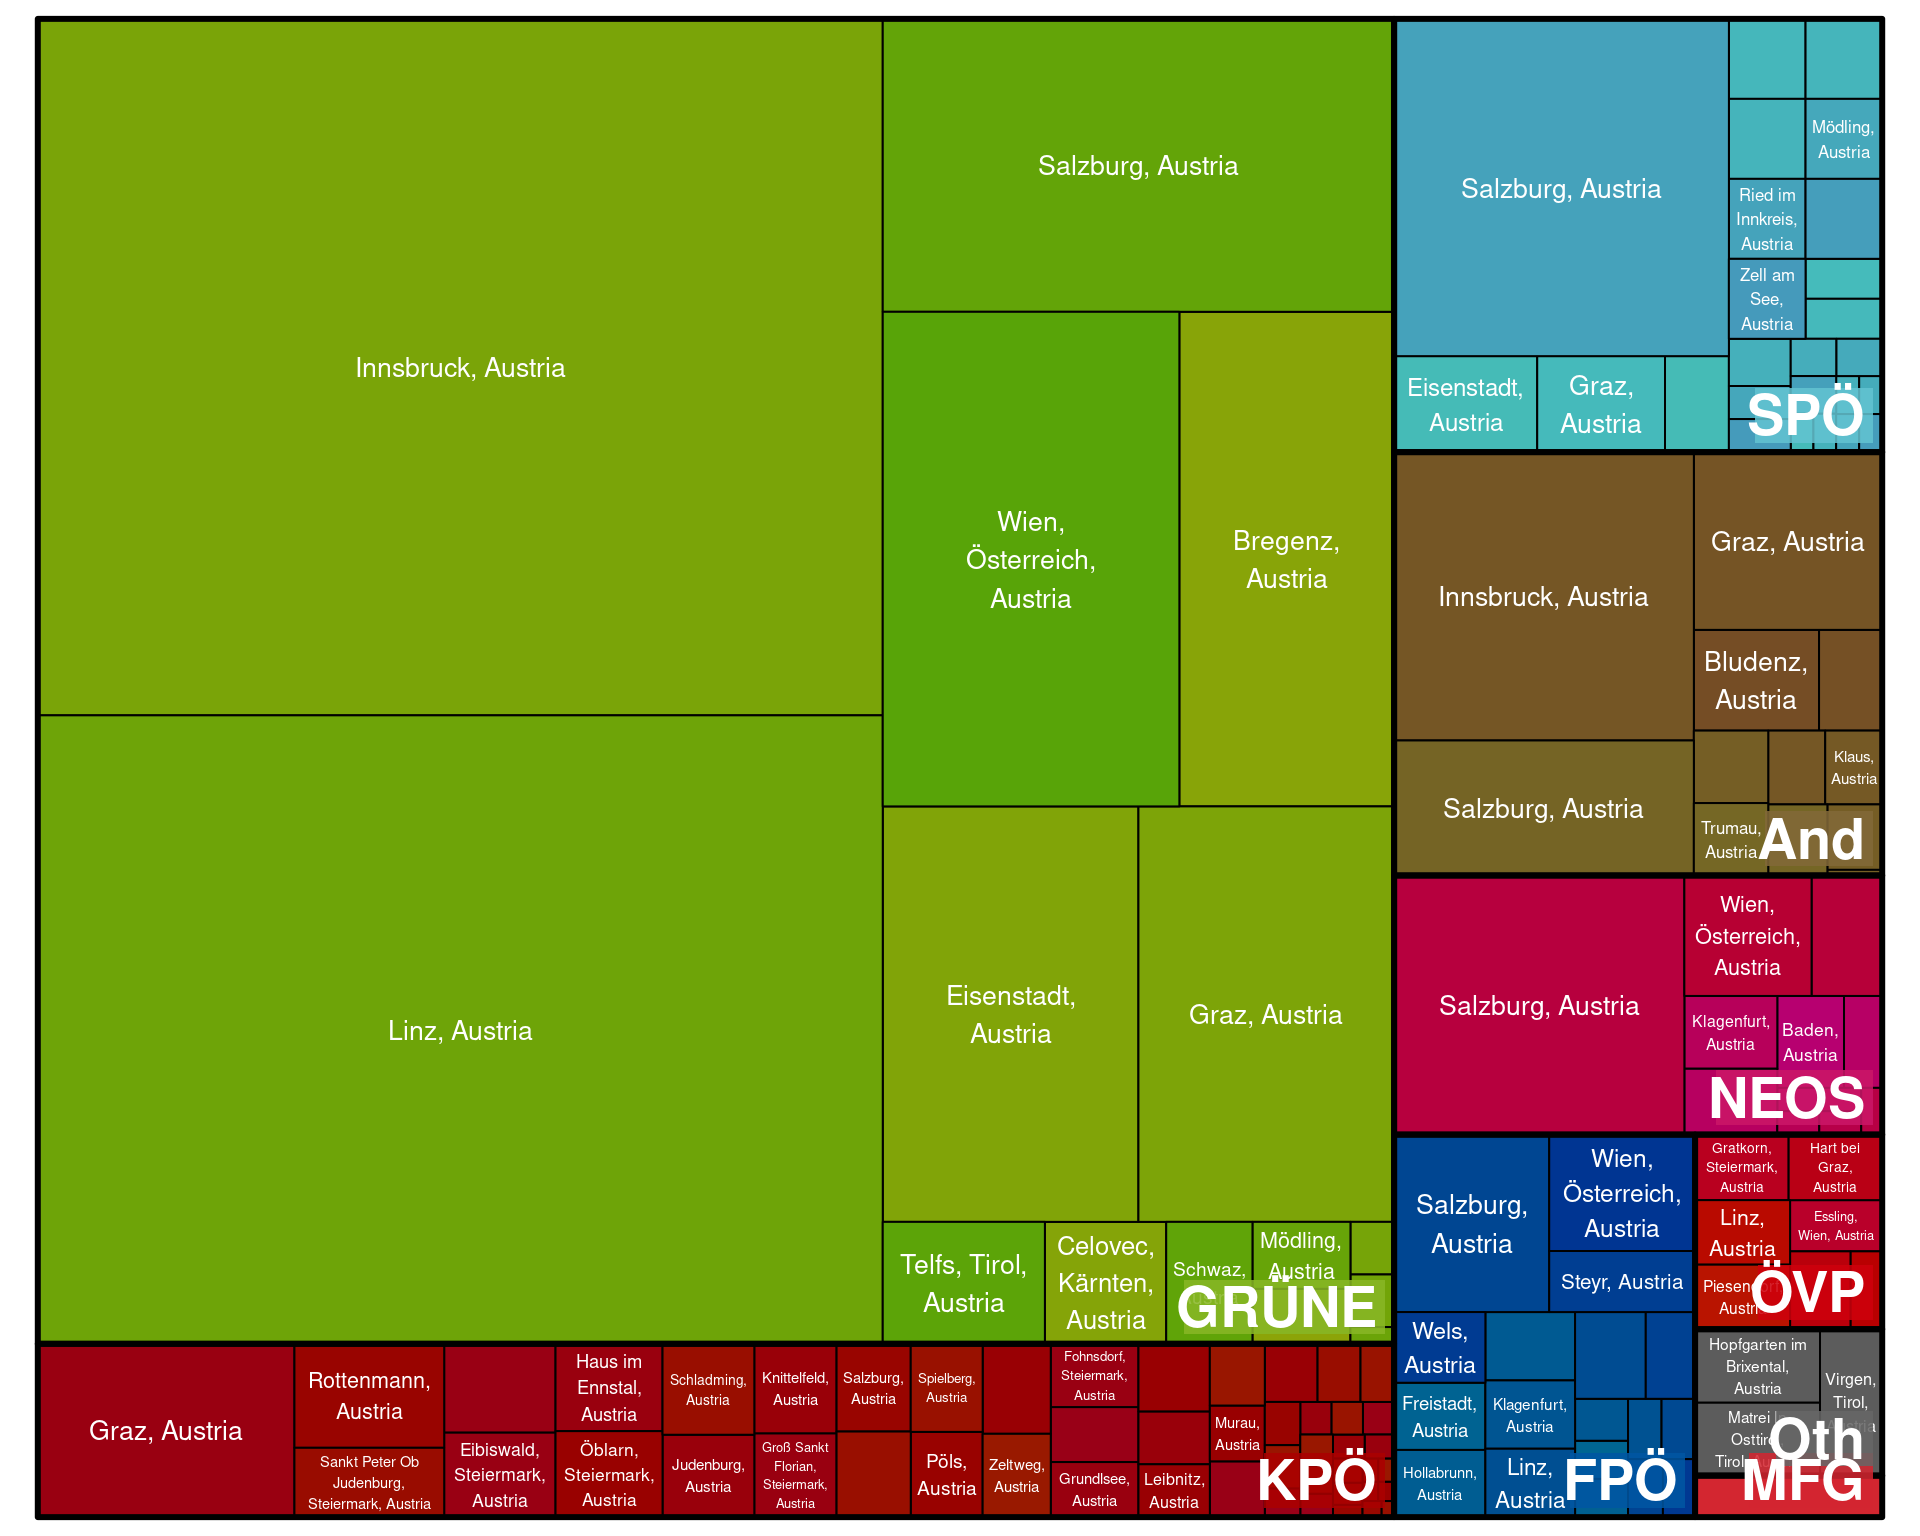 Innsbruck, Austria
Linz, Austria
Salzburg, Austria
Wien,
Österreich,
Austria
Bregenz,
Austria
Eisenstadt,
Austria
Graz, Austria
Telfs, Tirol,
Austria
Celovec,
Kärnten,
Austria
Schwaz,
Mödling,
Austria
GRÜNE
Graz, Austria
Rottenmann,
Austria
Sankt Peter Ob
Judenburg,
Steiermark, Austria
Eibiswald,
Steiermark,
Austria
Haus im
Ennstal,
Austria
Öblarn,
Steiermark,
Austria
Schladming,
Austria
Judenburg,
Austria
Knittelfeld,
Austria
Groß Sankt
Florian,
Steiermark,
Austria
Salzburg,
Austria
Spielberg,
Austria
Pöls,
Austria
Zeltweg,
Austria
Fohnsdorf,
Steiermark,
Austria
Grundlsee,
Austria
Leibnitz,
Austria
Murau,
Austria
KPÖ
Salzburg, Austria
Eisenstadt,
Austria
Graz,
Austria
Mödling,
Austria
Ried im
Innkreis,
Austria
Zell am
See,
Austria
SPÖ
Innsbruck, Austria
Salzburg, Austria
Graz, Austria
Bludenz,
Austria
Klaus,
Austria
Trumau,
Austria
And
Salzburg, Austria
Wien,
Österreich,
Austria
Klagenfurt,
Austria
Baden,
Austria
NEOS
Salzburg,
Austria
Wien,
Österreich,
Austria
Steyr, Austria
Wels,
Austria
Freistadt,
Austria
Hollabrunn,
Austria
Klagenfurt,
Austria
Linz,
Austria
FPÖ
Gratkorn,
Steiermark,
Austria
Hart bei
Graz,
Austria
Linz,
Austria
Essling,
Wien, Austria
ÖVP
Hopfgarten im
Brixental,
Austria
Virgen,
Tirol,
Austria
Matrei
Oth
MFG